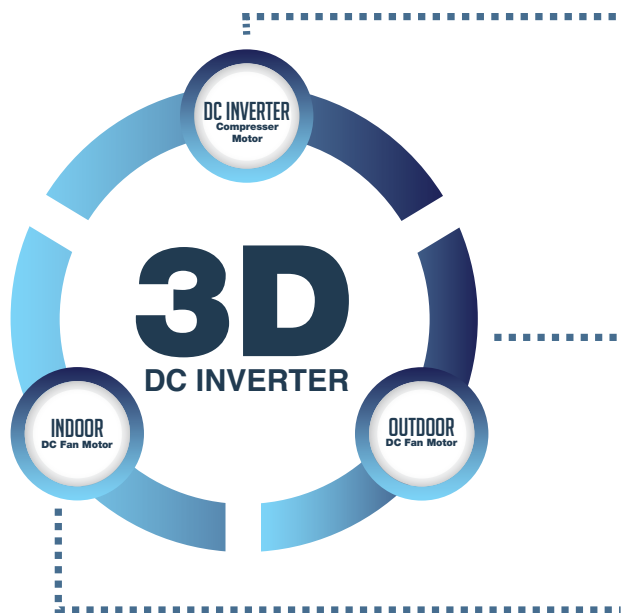 DC INVERTER
Compresser
Motor
3D
DC INVERTER
INDOOR
DC Fan Motor
OUTDOOR
DC Fan Motor